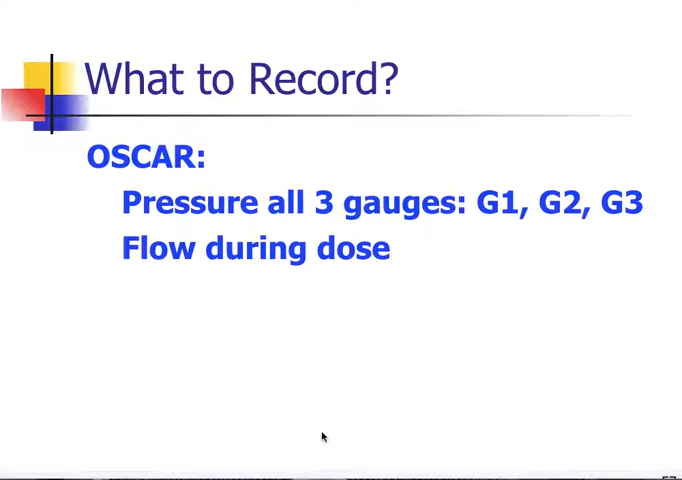 What to Record?
OSCAR:
Pressure all 3 gauges: G1, G2, G3
Flow during dose